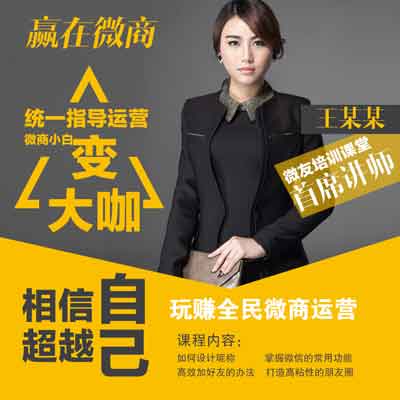 赢在微商
统一指导运营
微商小白
变
大咖
王某某
微友培训课堂
首席讲师
相信
超越
自己
玩赚全民微商运营
课程内容:
如何设计昵称 掌握微信的常用功能
高效加好友的办法 打造高粘性的朋友圈